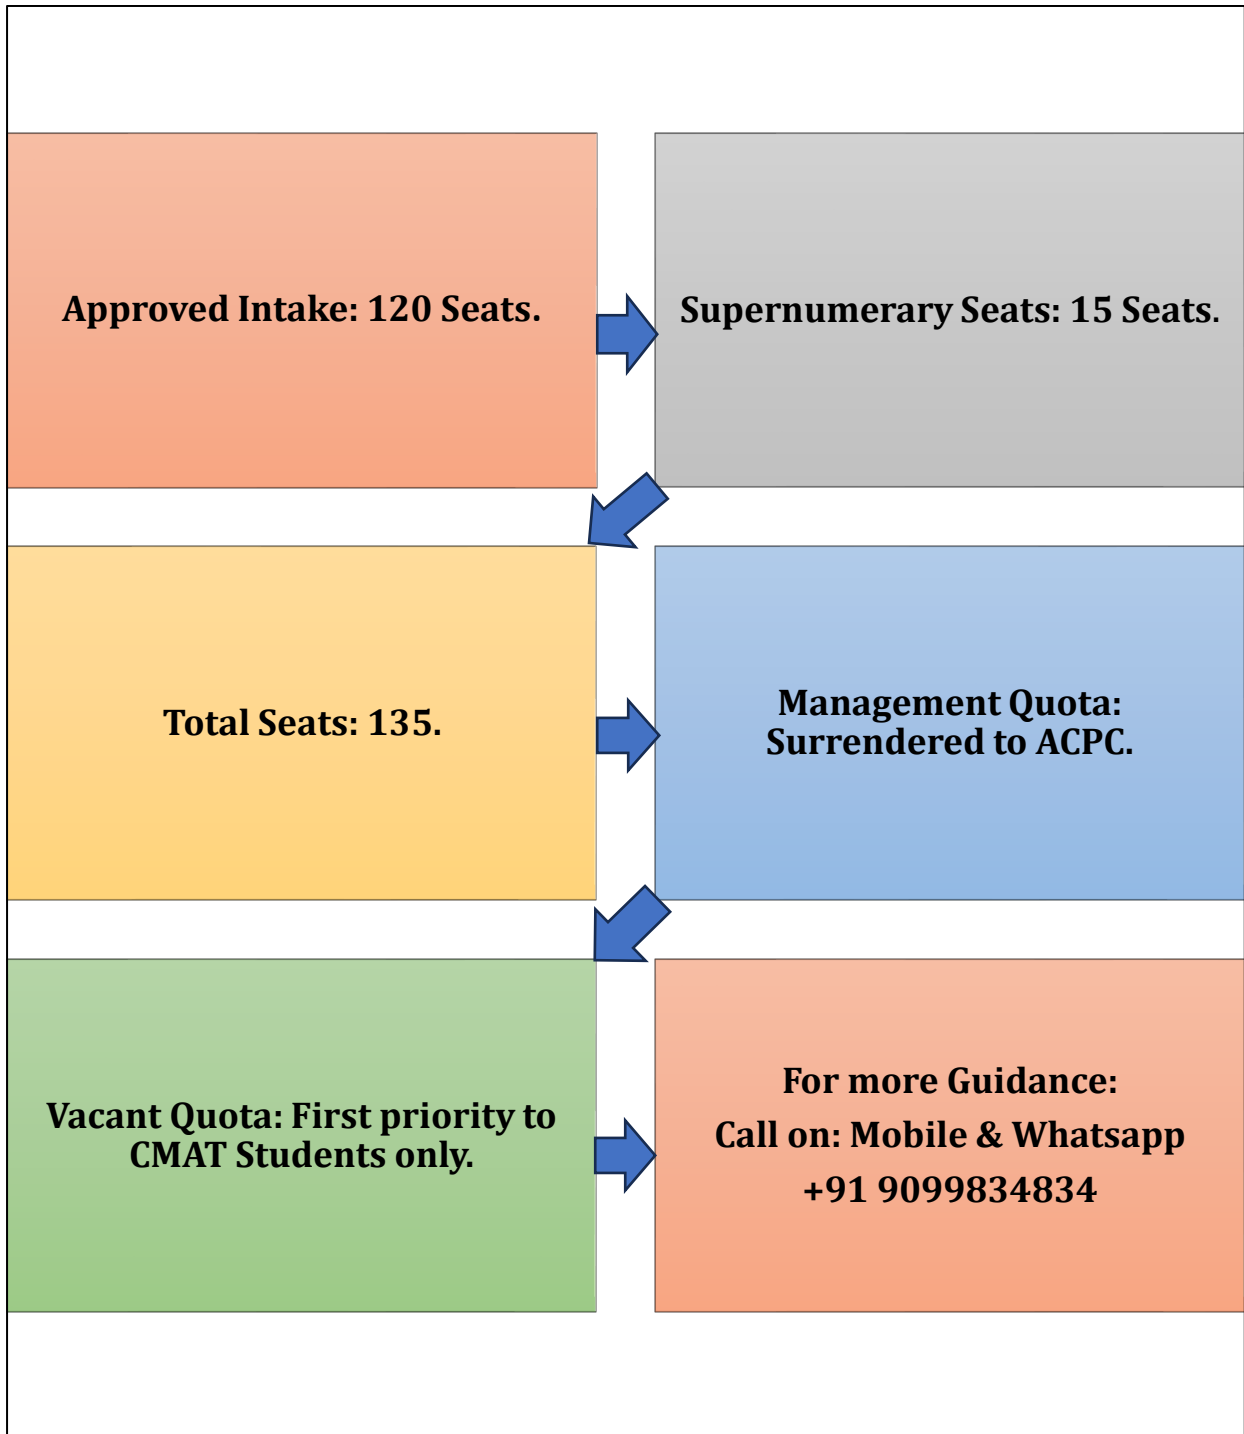 Approved Intake: 120 Seats.
Supernumerary Seats: 15 Seats.
Total Seats: 135.
Management Quota:
Surrendered to ACPC.
Vacant Quota: First priority to
CMAT Students only.
For more Guidance:
Call on: Mobile & Whatsapp
+91 9099834834